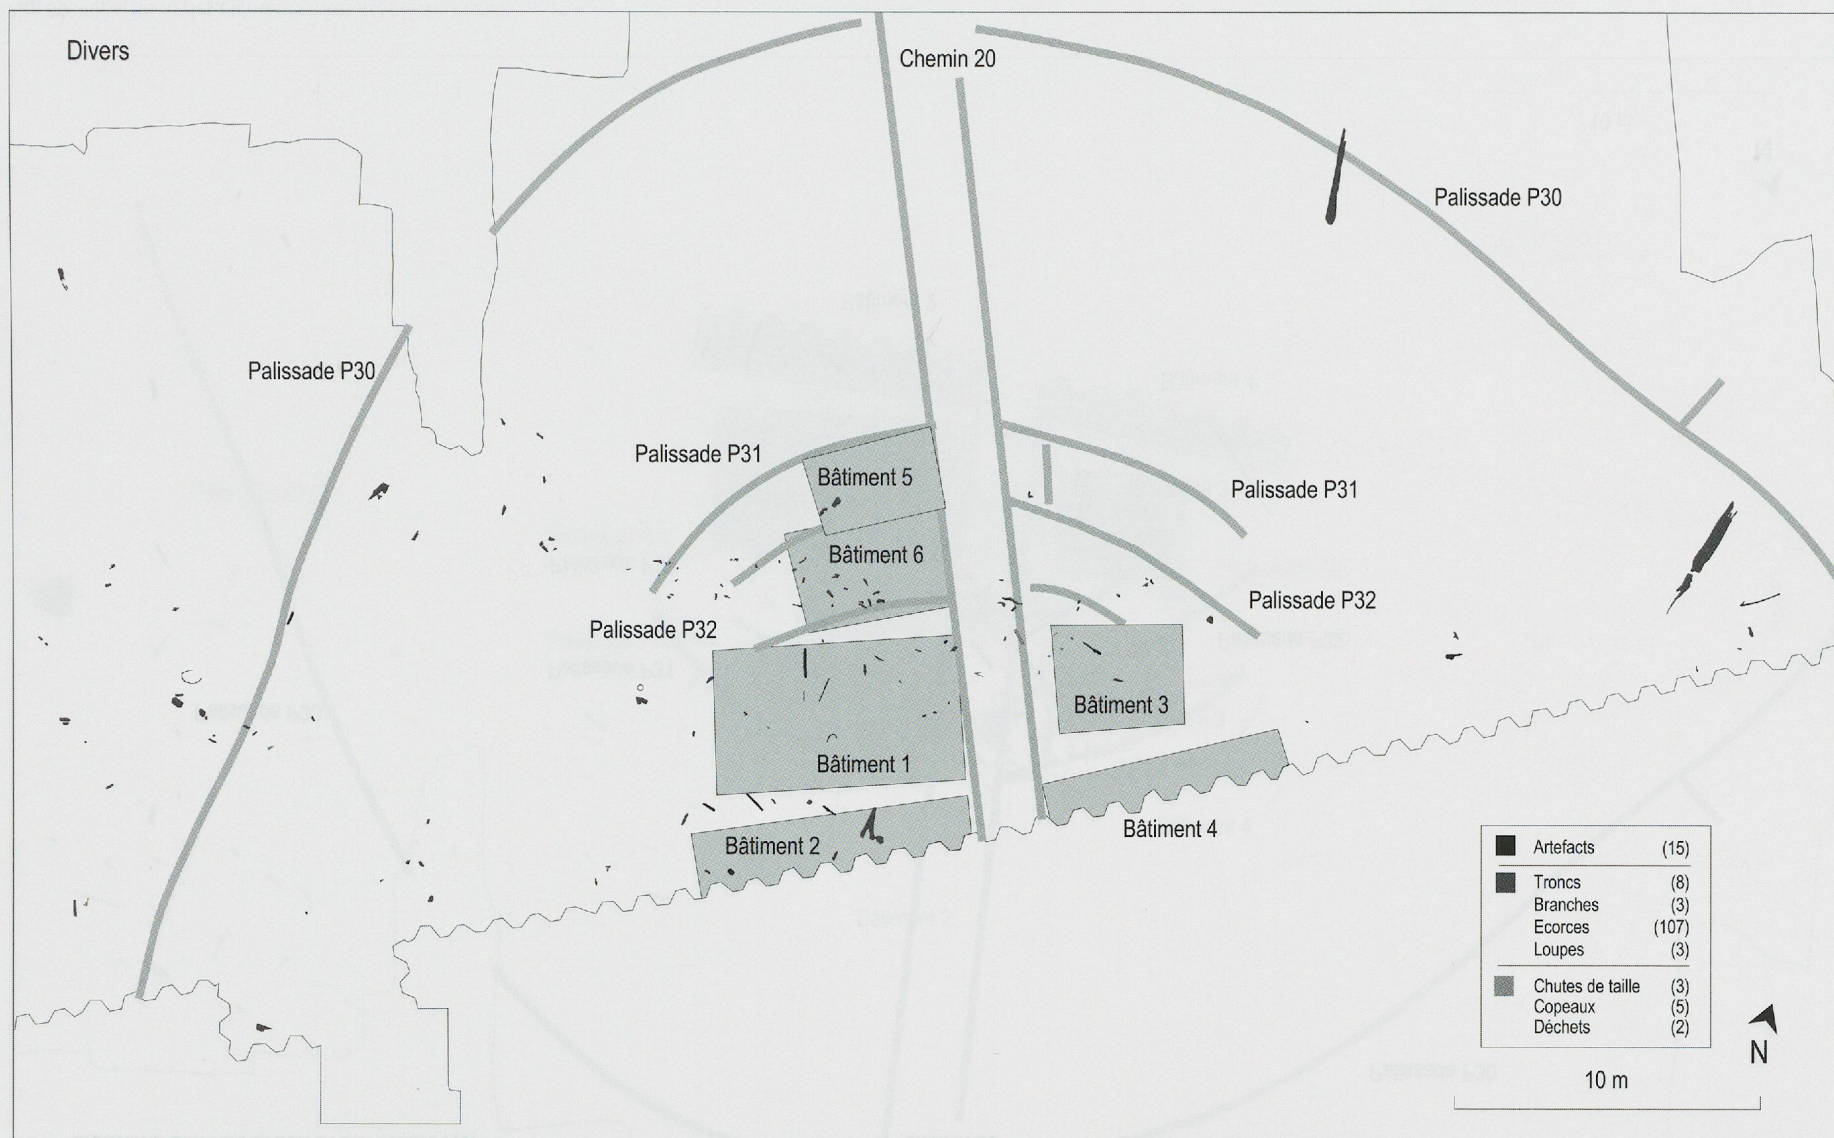 Divers
Chemin 20
Palissade P30
Palissade P30
Palissade P31
Bâtiment 5
Palissade P31
Bâtiment 6
Palissade P32
Palissade P32
Bâtiment 3
Bâtiment 1
Bâtiment 4
Bâtiment 2
Artefacts (15)
Troncs (8)
Branches (3)
Ecorces (107)
Loupes (3)
Chutes de taille (3)
Copeaux (5)
Déchets (2)
N
10 m